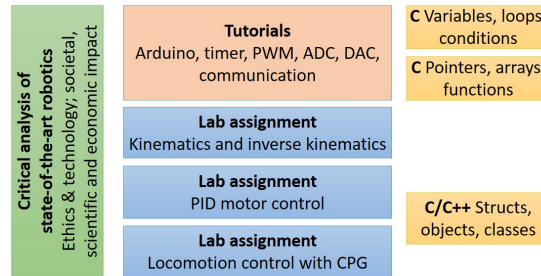 Critical analysis of
state-of-the-art robotics
Ethics & technology; societal,
scientific and economic impact
Tutorials
Arduino, timer, PWM, ADC, DAC,
communication
Lab assignment
Kinematics and inverse kinematics
Lab assignment
PID motor control
Lab assignment
Locomotion control with CPG
C Variables, loops
conditions
C Pointers, arrays
functions
C/C++ Structs,
objects, classes